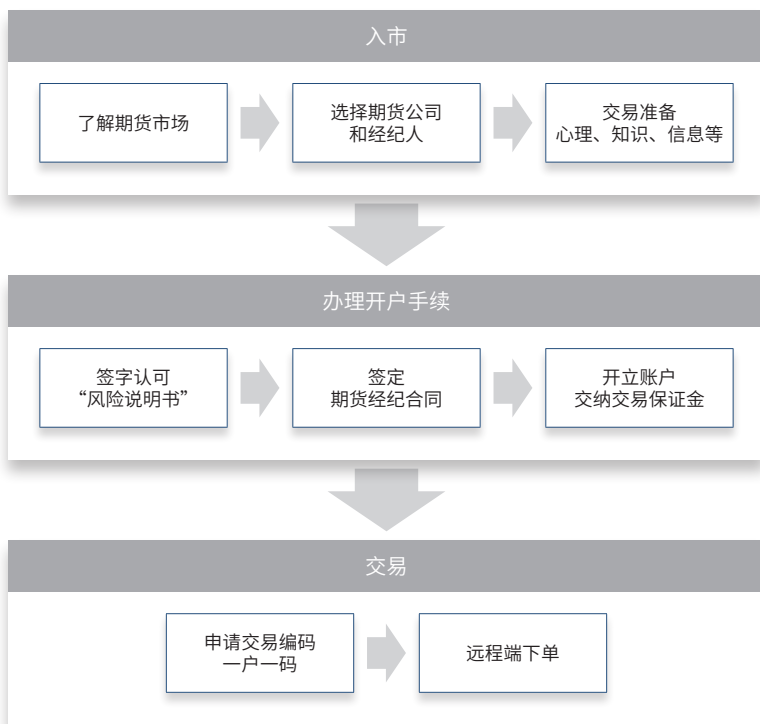 入市
了解期货市场
选择期货公司
和经纪人
交易准备
心理、知识、信息等
办理开户手续
签字认可
“风险说明书”
签定
期货经纪合同
开立账户
交纳交易保证金
交易
申请交易编码
一户一码
远程端下单